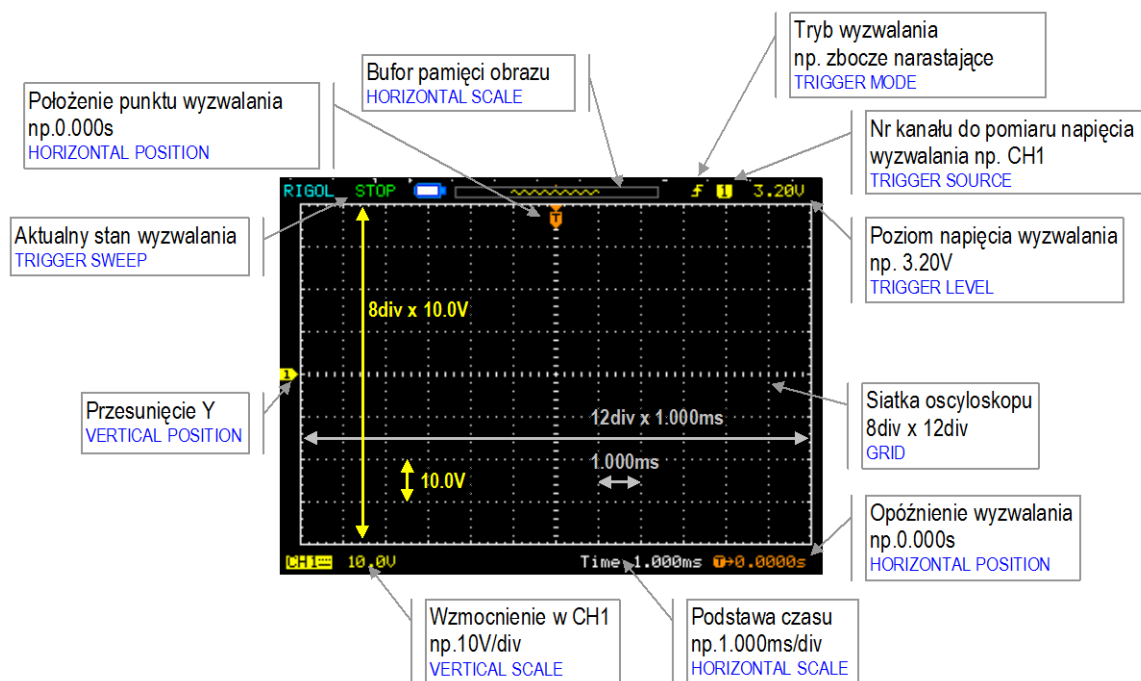 Tryb wyzwalania
np. zbocze narastające
TRIGGER MODE
Bufor pamięci obrazu
HORIZONTAL SCALE
Położenie punktu wyzwalania
np.0.000s
HORIZONTAL POSITION
Nr kanału do pomiaru napięcia
wyzwalania np. CH1
TRIGGER SOURCE
RIGOL STOP 1 3.20V
T
Aktualny stan wyzwalania
TRIGGER SWEEP
Poziom napięcia wyzwalania
np. 3.20V
TRIGGER LEVEL
8div x 10.0V
1
Przesunięcie Y
VERTICAL POSITION
12div x 1.000ms
Siatka oscyloskopu
8div x 12div
GRID
1.000ms
10.0V
Opóźnienie wyzwalania
np.0.000s
HORIZONTAL POSITION
CH1 10.0V Time 1.000ms T→0.0000s
Wzmocnienie w CH1
np.10V/div
VERTICAL SCALE
Podstawa czasu
np.1.000ms/div
HORIZONTAL SCALE